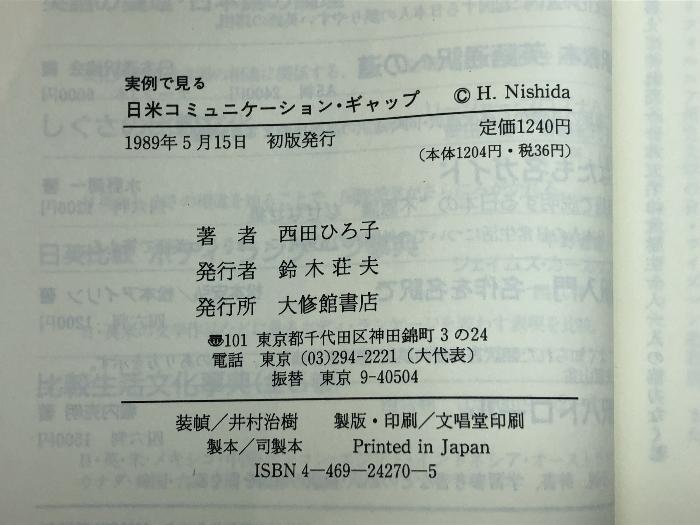 実例で見る
日米コミュニケーション・ギャップ © H. Nishida
1989年5月15日 初版発行 定価1240円
(本体1204円・税36円)
著 者 西田ひろ子
発行者 鈴木荘夫
発行所 大修館書店
〠101 東京都千代田区神田錦町3の24
電話 東京 (03)294-2221 (大代表)
振替 東京 9-40504
装幀/井村治樹 製版・印刷/文唱堂印刷
製本/司製本 Printed in Japan
ISBN 4—469—24270—5